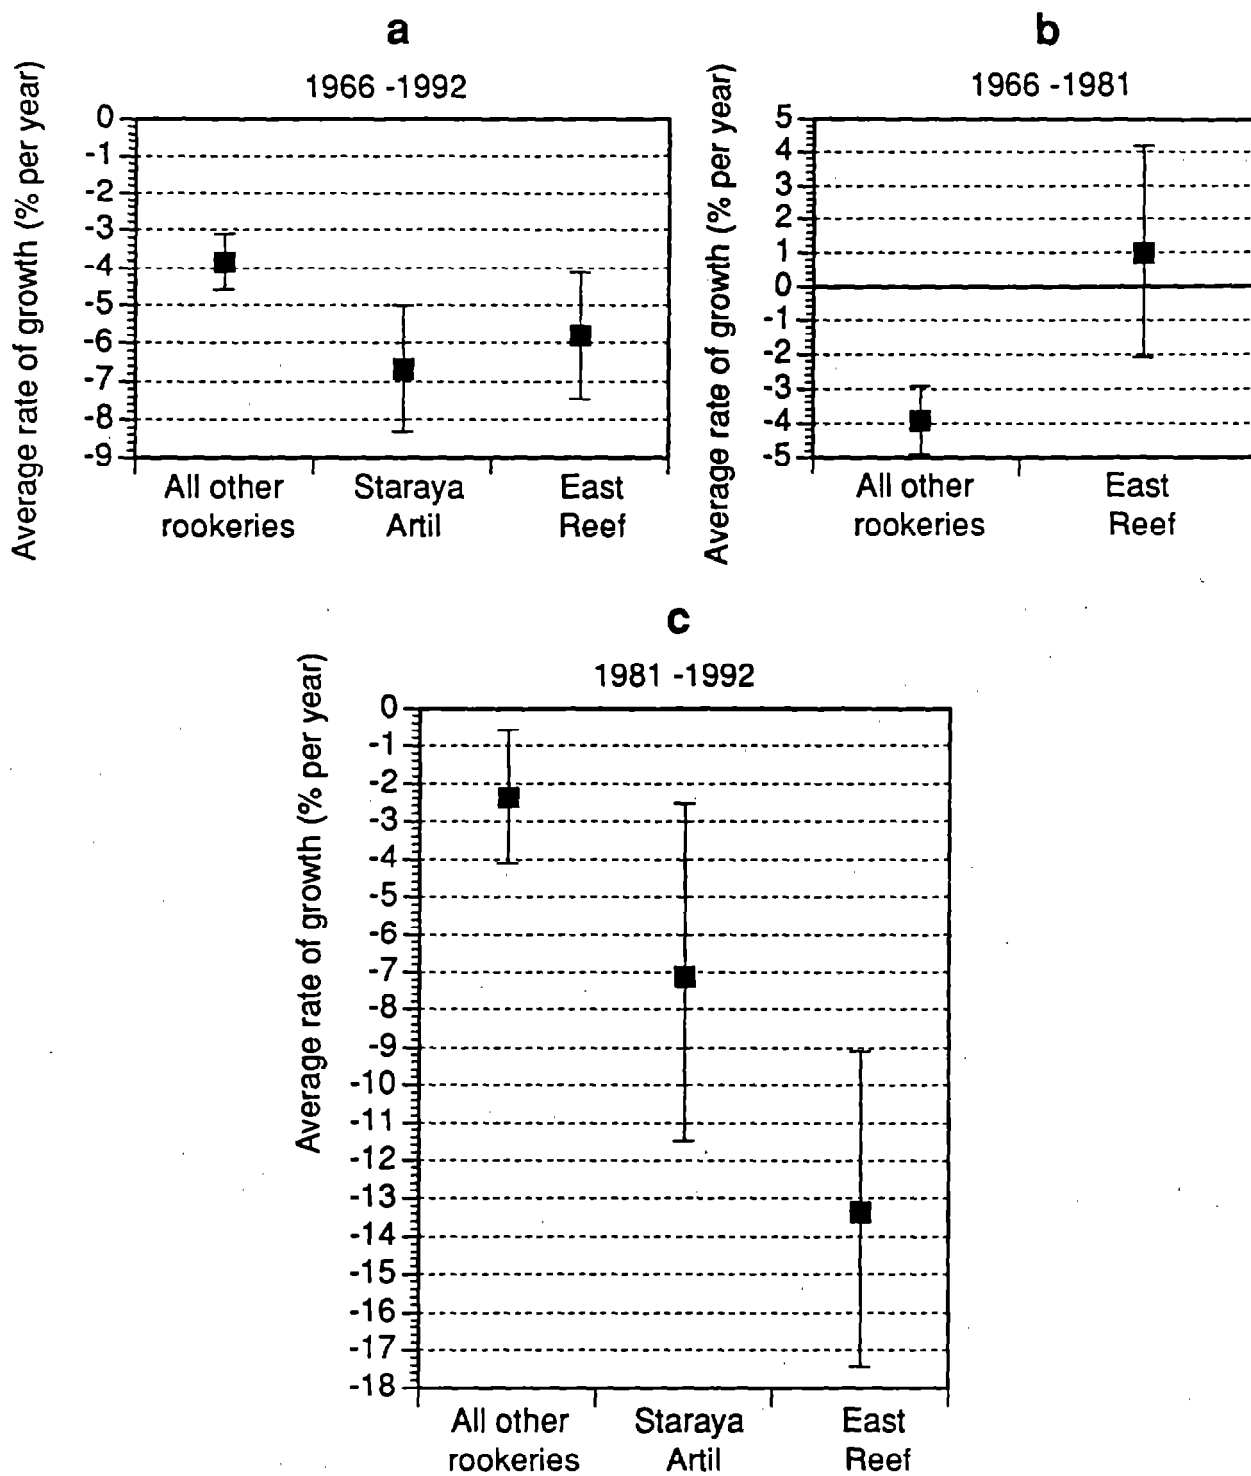 a
1966 -1992
Average rate of growth (% per year)
0
-1
-2
-3
-4
-5
-6
-7
-8
-9
All other
rookeries
Staraya
Artil
East
Reef
b
1966 -1981
Average rate of growth (% per year)
5
4
3
2
1
0
-1
-2
-3
-4
-5
All other
rookeries
East
Reef
c
1981 -1992
Average rate of growth (% per year)
0
-1
-2
-3
-4
-5
-6
-7
-8
-9
-10
-11
-12
-13
-14
-15
-16
-17
-18
All other
rookeries
Staraya
Artil
East
Reef